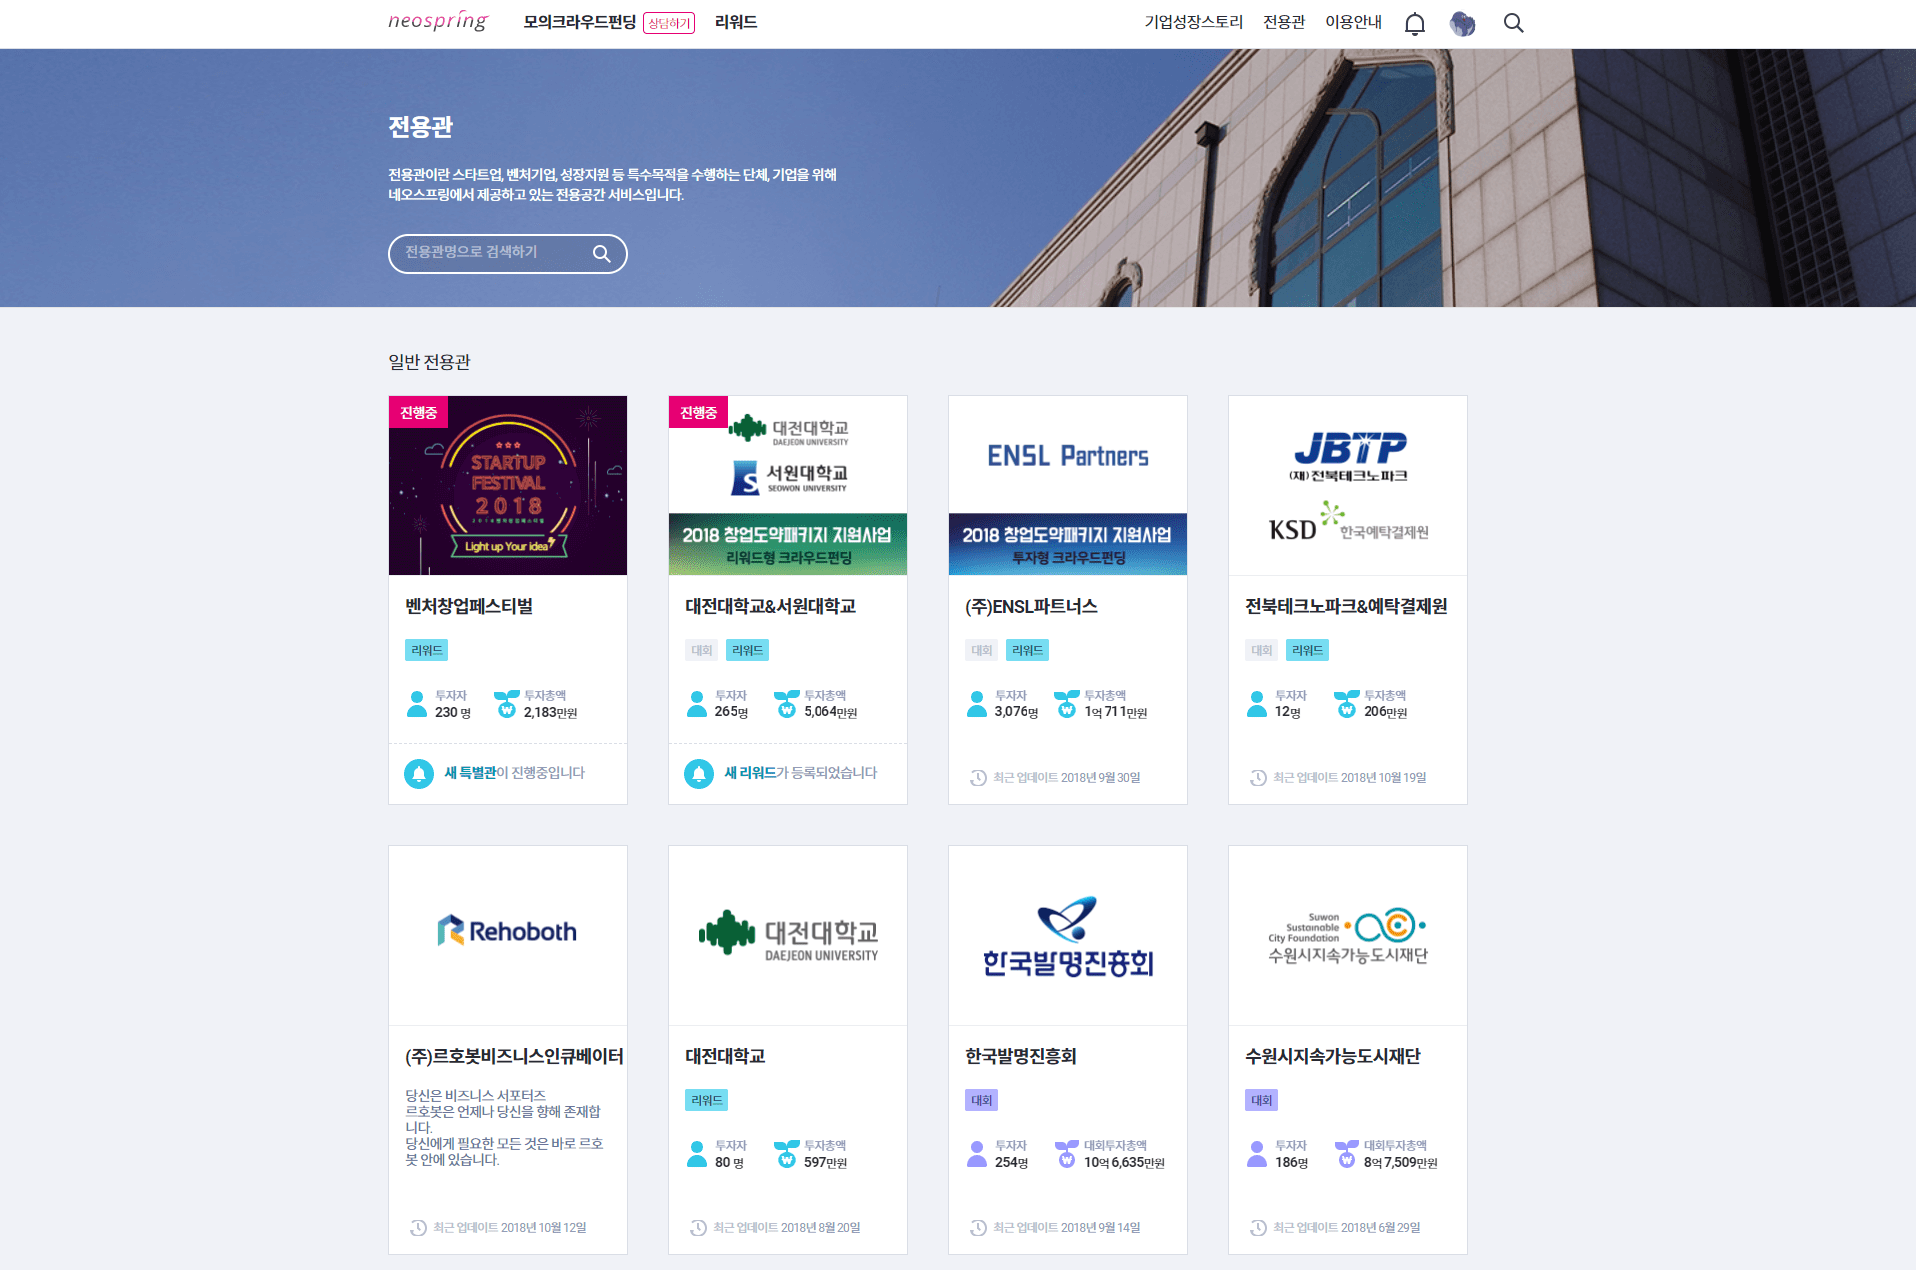 neospring 모의크라우드펀딩 상담하기 리워드 기업성장스토리 전용관 이용안내
전용관
전용관이란 스타트업, 벤처기업, 성장지원 등 특수목적을 수행하는 단체, 기업을 위해
네오스프링에서 제공하고 있는 전용공간 서비스입니다.
전용관명으로 검색하기
일반 전용관
진행중
STARTUP
FESTIVAL
2018
2018벤처창업페스티벌
Light up Your idea
벤처창업페스티벌
리워드
투자자 투자총액
230 명 2,183만원
새 특별관이 진행중입니다
진행중
대전대학교
DAEJEON UNIVERSITY
서원대학교
SEOWON UNIVERSITY
2018 창업도약패키지 지원사업
리워드형 크라우드펀딩
대전대학교&서원대학교
대회 리워드
투자자 투자총액
265명 5,064만원
새 리워드가 등록되었습니다
ENSL Partners
2018 창업도약패키지 지원사업
투자형 크라우드펀딩
(주)ENSL파트너스
대회 리워드
투자자 투자총액
3,076명 1억 711만원
최근 업데이트 2018년 9월 30일
JBTP
(재)전북테크노파크
KSD 한국예탁결제원
전북테크노파크&예탁결제원
대회 리워드
투자자 투자총액
12명 206만원
최근 업데이트 2018년 10월 19일
Rehoboth
(주)르호봇비즈니스인큐베이터
당신은 비즈니스 서포터즈
르호봇은 언제나 당신을 향해 존재합
니다.
당신에게 필요한 모든 것은 바로 르호
봇 안에 있습니다.
최근 업데이트 2018년 10월 12일
대전대학교
DAEJEON UNIVERSITY
대전대학교
리워드
투자자 투자총액
80 명 597만원
최근 업데이트 2018년 8월 20일
한국발명진흥회
한국발명진흥회
대회
투자자 대회투자총액
254명 10억 6,635만원
최근 업데이트 2018년 9월 14일
Suwon
Sustainable
City Foundation
수원시지속가능도시재단
수원시지속가능도시재단
대회
투자자 대회투자총액
186명 8억 7,509만원
최근 업데이트 2018년 6월 29일